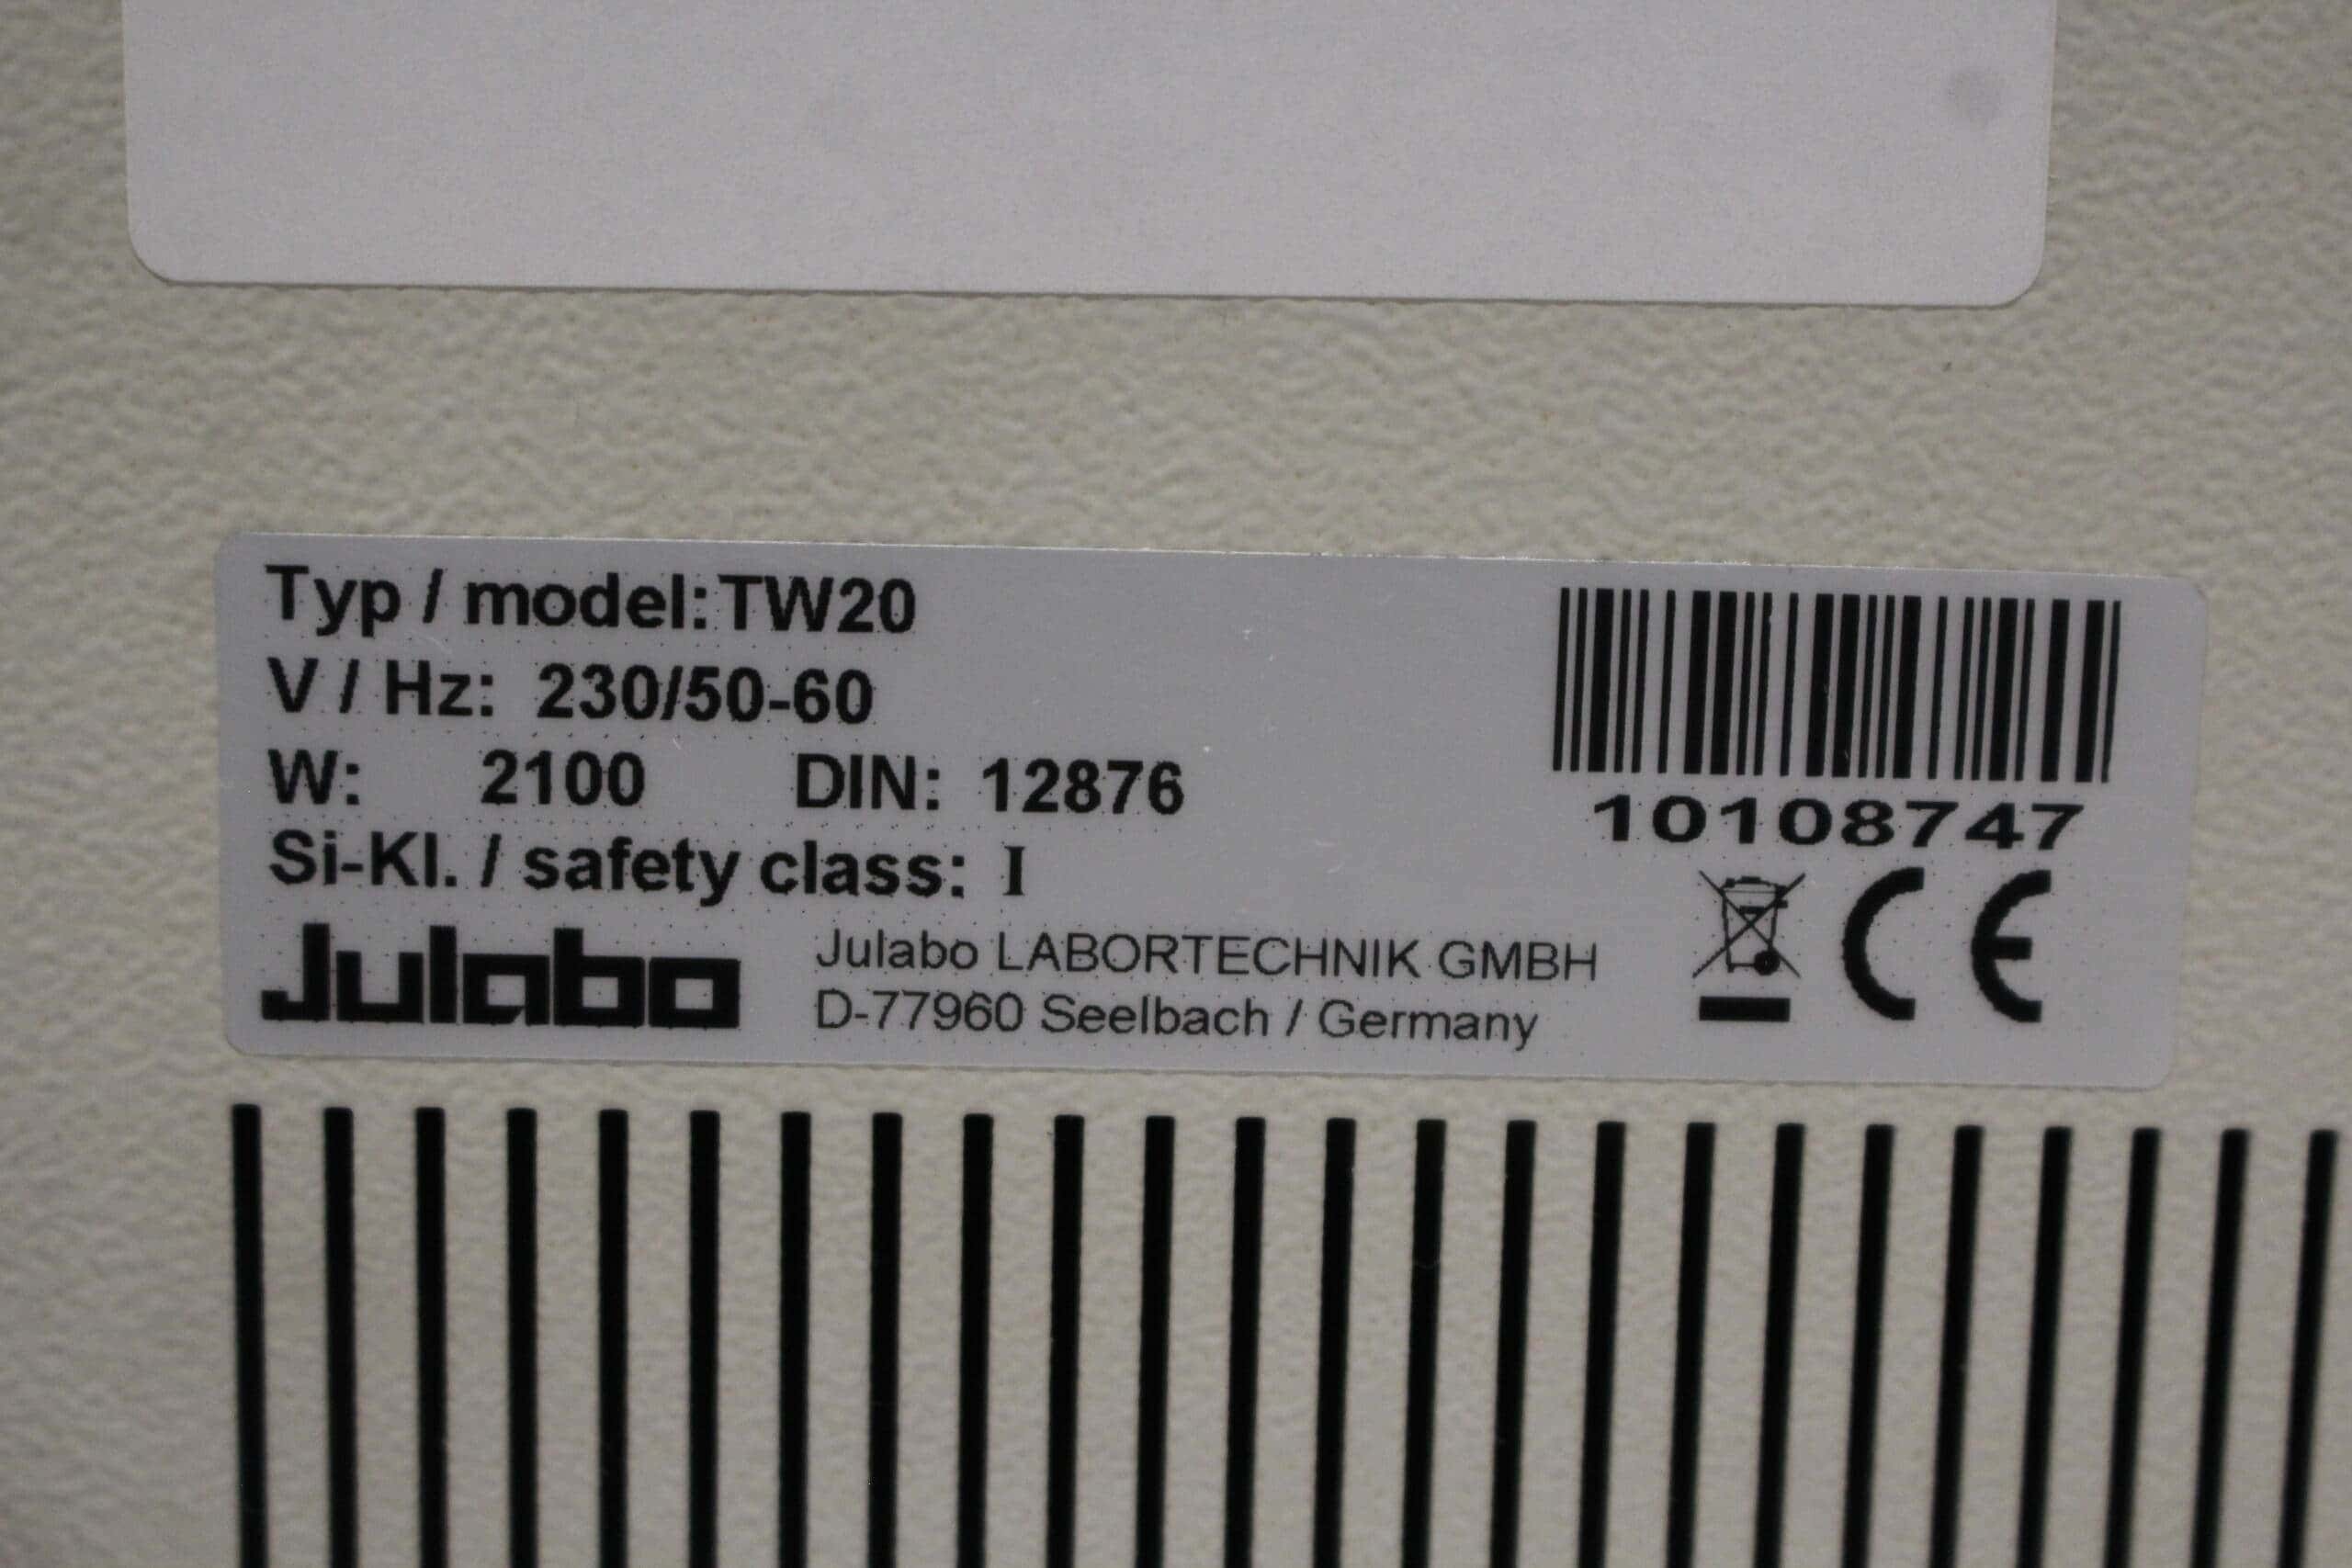 Typ / model: TW20
V / Hz: 230/50-60
W: 2100 DIN: 12876
Si-Kl. / safety class: I
10108747
CE
Julabo
Julabo LABORTECHNIK GMBH
D-77960 Seelbach / Germany